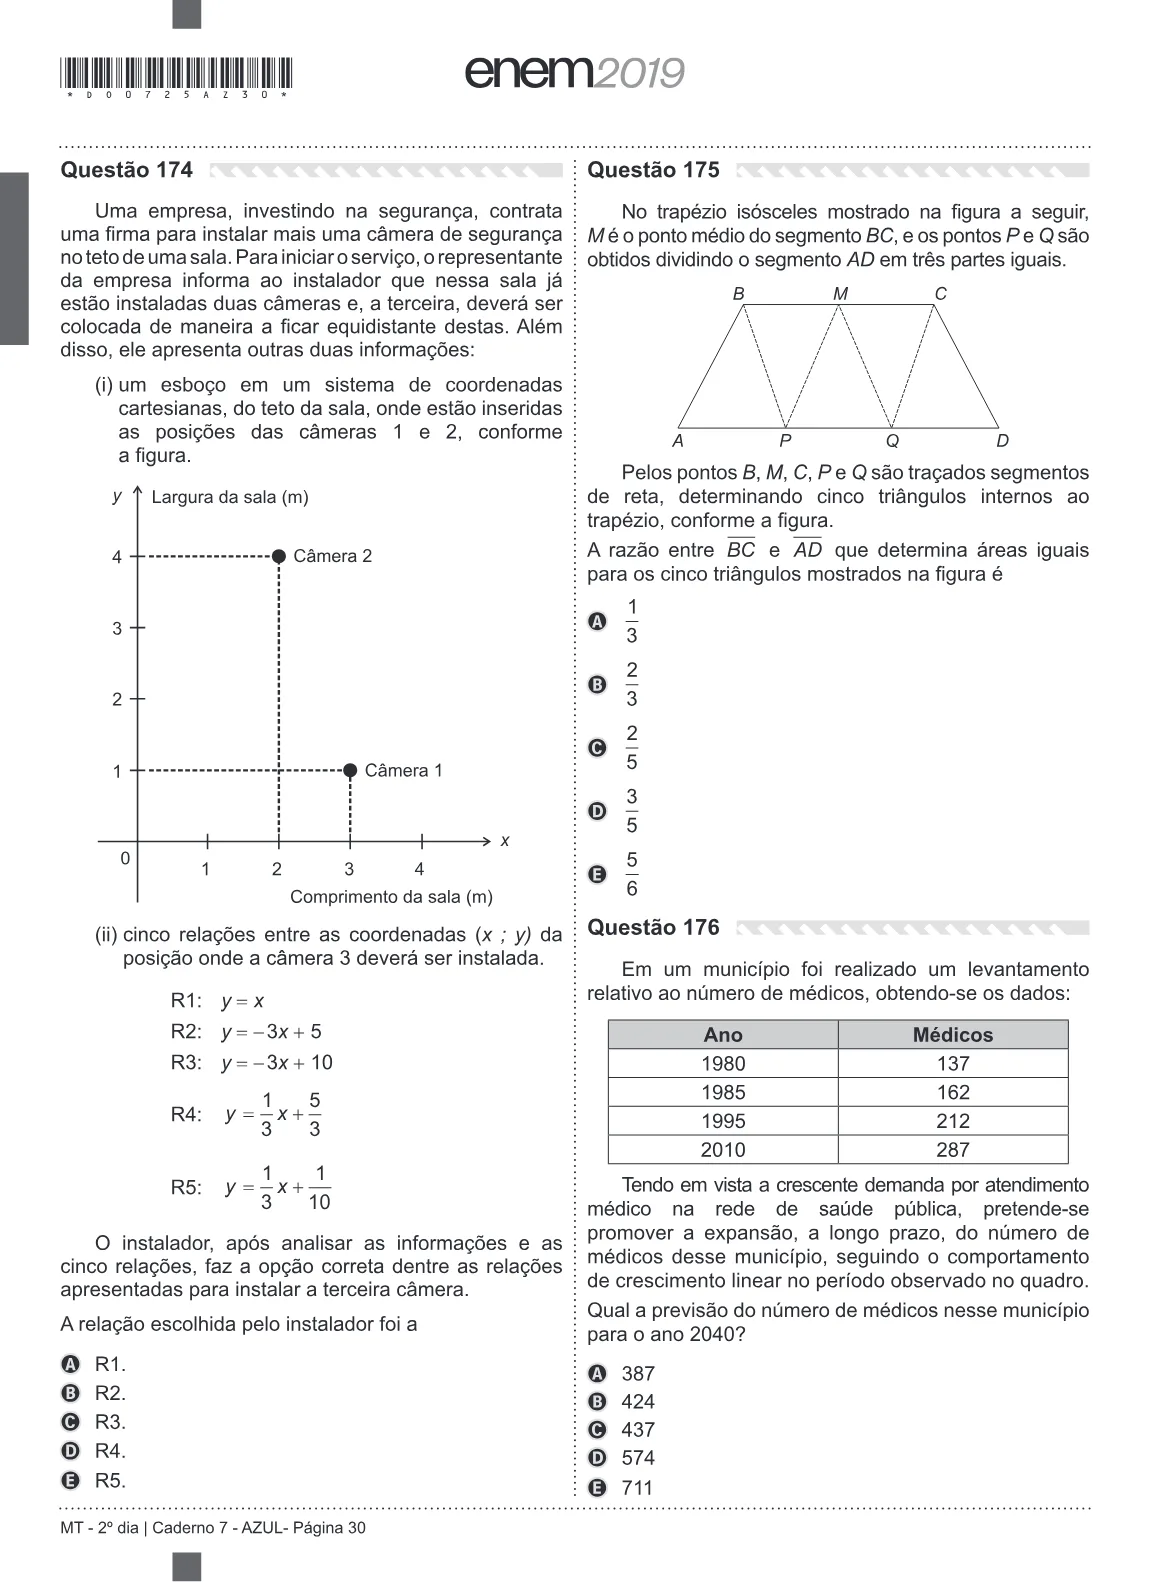 *D0725AZ30*
enem2019
Questão 174
Uma empresa, investindo na segurança, contrata
uma firma para instalar mais uma câmera de segurança
no teto de uma sala. Para iniciar o serviço, o representante
da empresa informa ao instalador que nessa sala já
estão instaladas duas câmeras e, a terceira, deverá ser
colocada de maneira a ficar equidistante destas. Além
disso, ele apresenta outras duas informações:
(i) um esboço em um sistema de coordenadas
cartesianas, do teto da sala, onde estão inseridas
as posições das câmeras 1 e 2, conforme
a figura.
y Largura da sala (m)
4 Câmera 2
3
2
1 Câmera 1
x
0 1 2 3 4
Comprimento da sala (m)
(ii) cinco relações entre as coordenadas (x ; y) da
posição onde a câmera 3 deverá ser instalada.
R1: y = x
R2: y = −3x + 5
R3: y = −3x + 10
R4: y = 1/3 x + 5/3
R5: y = 1/3 x + 1/10
O instalador, após analisar as informações e as
cinco relações, faz a opção correta dentre as relações
apresentadas para instalar a terceira câmera.
A relação escolhida pelo instalador foi a
A R1.
B R2.
C R3.
D R4.
E R5.
Questão 175
No trapézio isósceles mostrado na figura a seguir,
M é o ponto médio do segmento BC, e os pontos P e Q são
obtidos dividindo o segmento AD em três partes iguais.
B M C
A P Q D
Pelos pontos B, M, C, P e Q são traçados segmentos
de reta, determinando cinco triângulos internos ao
trapézio, conforme a figura.
A razão entre BC e AD que determina áreas iguais
para os cinco triângulos mostrados na figura é
A 1/3
B 2/3
C 2/5
D 3/5
E 5/6
Questão 176
Em um município foi realizado um levantamento
relativo ao número de médicos, obtendo-se os dados:
Ano Médicos
1980 137
1985 162
1995 212
2010 287
Tendo em vista a crescente demanda por atendimento
médico na rede de saúde pública, pretende-se
promover a expansão, a longo prazo, do número de
médicos desse município, seguindo o comportamento
de crescimento linear no período observado no quadro.
Qual a previsão do número de médicos nesse município
para o ano 2040?
A 387
B 424
C 437
D 574
E 711
MT - 2º dia | Caderno 7 - AZUL- Página 30